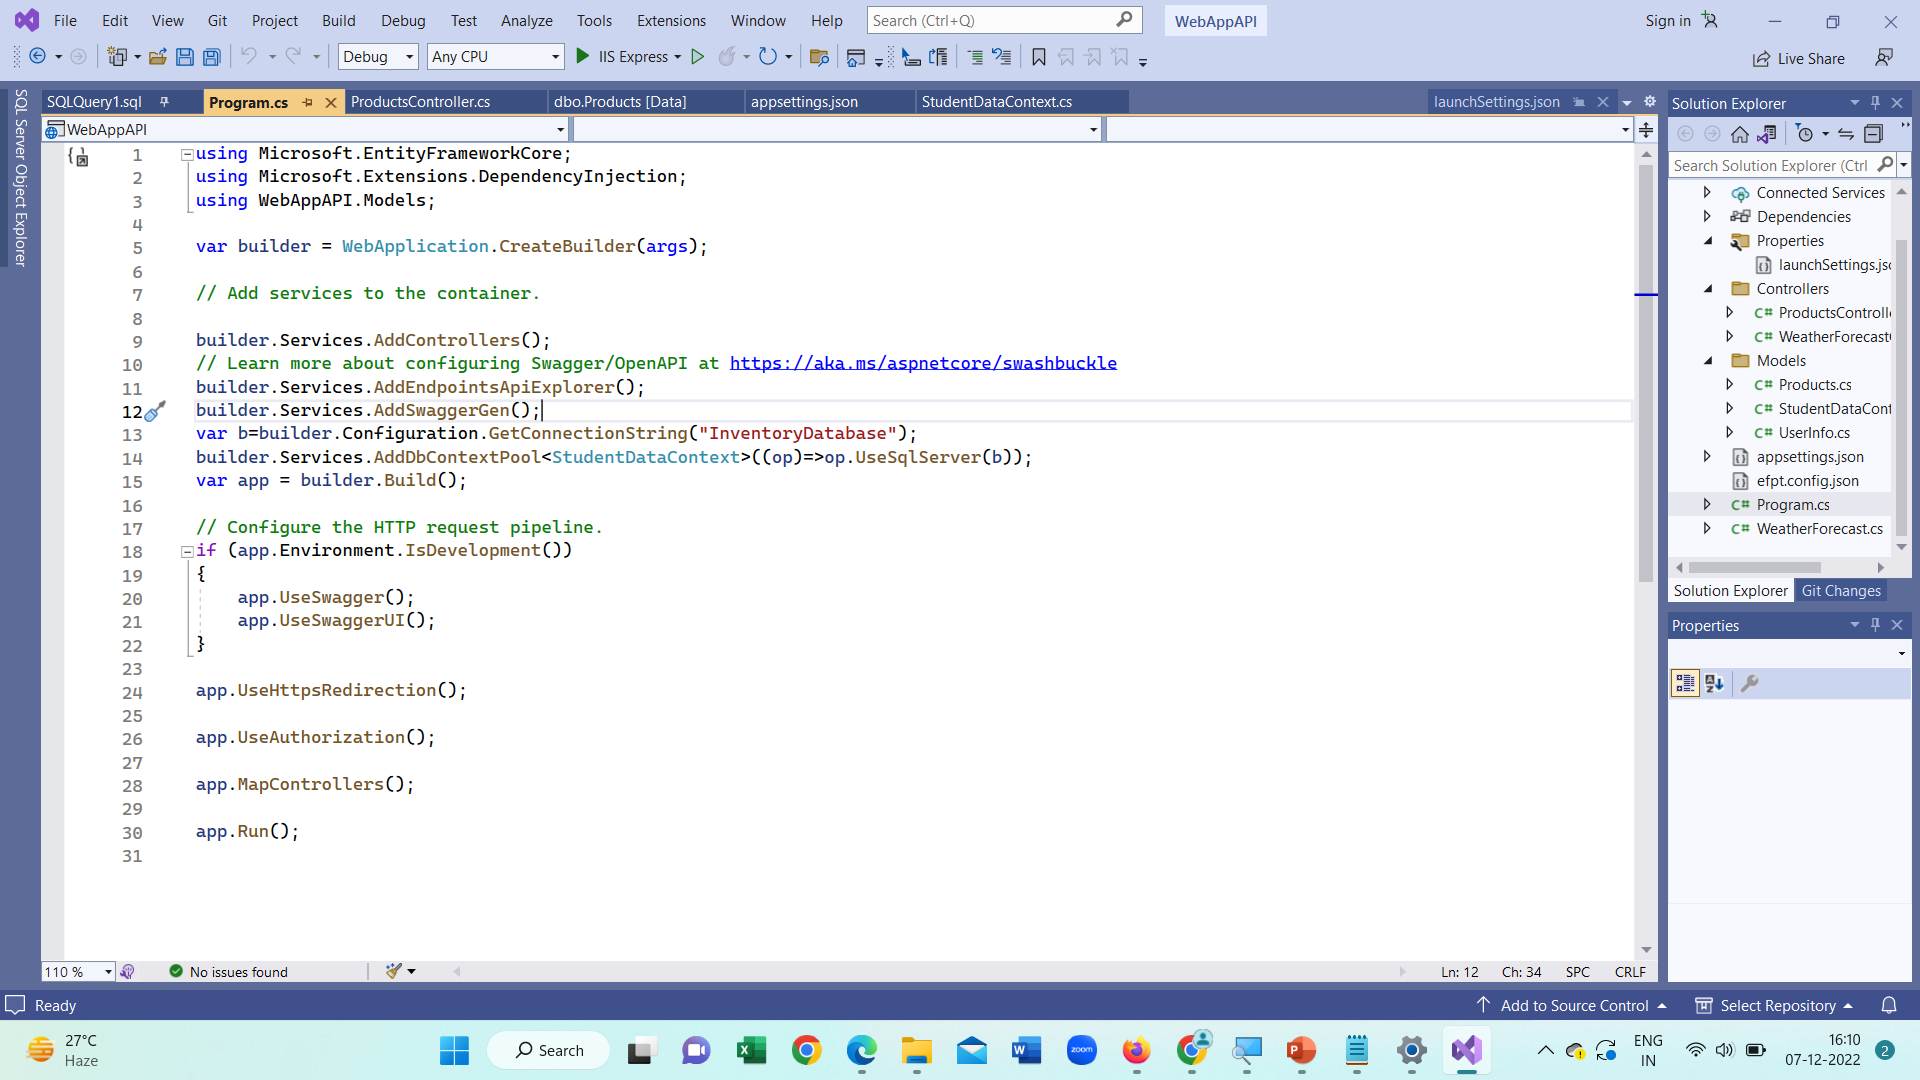 File Edit View Git Project Build Debug Test Analyze Tools Extensions Window Help Search (Ctrl+Q) WebAppAPI Sign in
Debug Any CPU IIS Express Live Share
SQL Server Object Explorer
SQLQuery1.sql Program.cs ProductsController.cs dbo.Products [Data] appsettings.json StudentDataContext.cs launchSettings.json
WebAppAPI
1 using Microsoft.EntityFrameworkCore;
2 using Microsoft.Extensions.DependencyInjection;
3 using WebAppAPI.Models;
4
5 var builder = WebApplication.CreateBuilder(args);
6
7 // Add services to the container.
8
9 builder.Services.AddControllers();
10 // Learn more about configuring Swagger/OpenAPI at https://aka.ms/aspnetcore/swashbuckle
11 builder.Services.AddEndpointsApiExplorer();
12 builder.Services.AddSwaggerGen();
13 var b=builder.Configuration.GetConnectionString("InventoryDatabase");
14 builder.Services.AddDbContextPool<StudentDataContext>((op)=>op.UseSqlServer(b));
15 var app = builder.Build();
16
17 // Configure the HTTP request pipeline.
18 if (app.Environment.IsDevelopment())
19 {
20 app.UseSwagger();
21 app.UseSwaggerUI();
22 }
23
24 app.UseHttpsRedirection();
25
26 app.UseAuthorization();
27
28 app.MapControllers();
29
30 app.Run();
31
110 % No issues found Ln: 12 Ch: 34 SPC CRLF
Solution Explorer
Search Solution Explorer (Ctrl
Connected Services
Dependencies
Properties
launchSettings.jsc
Controllers
ProductsControlle
WeatherForecast
Models
Products.cs
StudentDataCont
UserInfo.cs
appsettings.json
efpt.config.json
Program.cs
WeatherForecast.cs
Solution Explorer Git Changes
Properties
Ready Add to Source Control Select Repository
27°C
Haze
Search
zoom
ENG
IN
16:10
07-12-2022
2